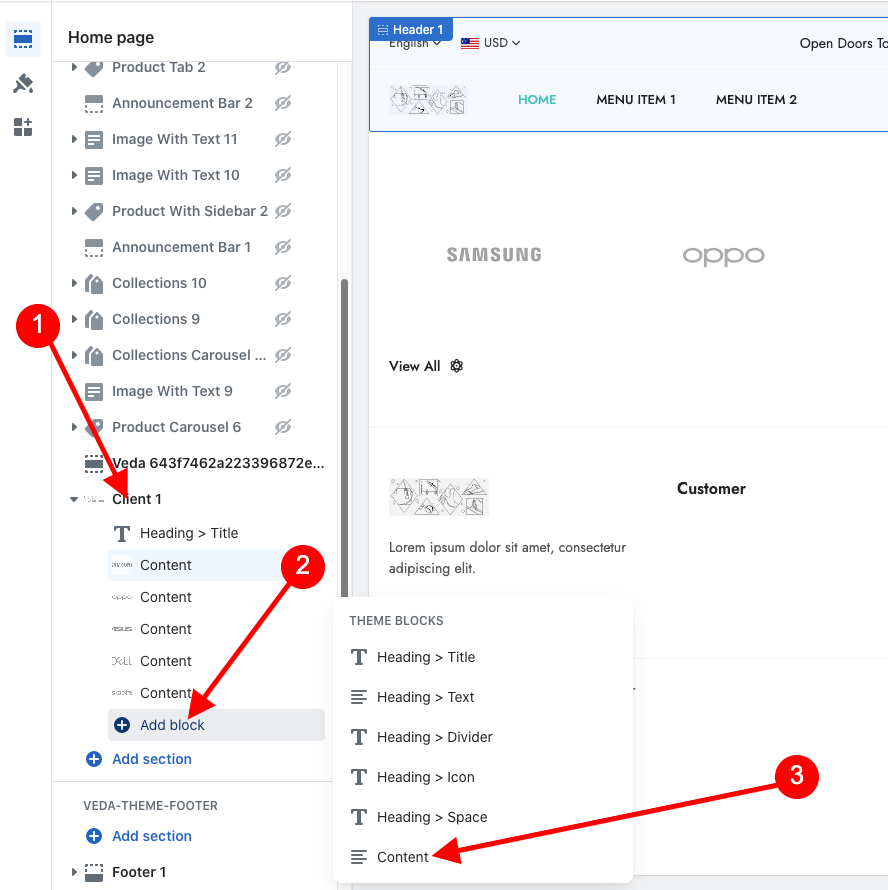 Home page
Product Tab 2
Announcement Bar 2
Image With Text 11
Image With Text 10
Product With Sidebar 2
Announcement Bar 1
Collections 10
Collections 9
Collections Carousel ...
Image With Text 9
Product Carousel 6
Veda 643f7462a223396872e...
Client 1
Heading > Title
Content
Content
Content
Content
Content
Add block
Add section
VEDA-THEME-FOOTER
Add section
Footer 1
1
2
3
Header 1
English
USD
Open Doors To
HOME
MENU ITEM 1
MENU ITEM 2
SAMSUNG
oppo
View All
Customer
Lorem ipsum dolor sit amet, consectetur
adipiscing elit.
THEME BLOCKS
Heading > Title
Heading > Text
Heading > Divider
Heading > Icon
Heading > Space
Content